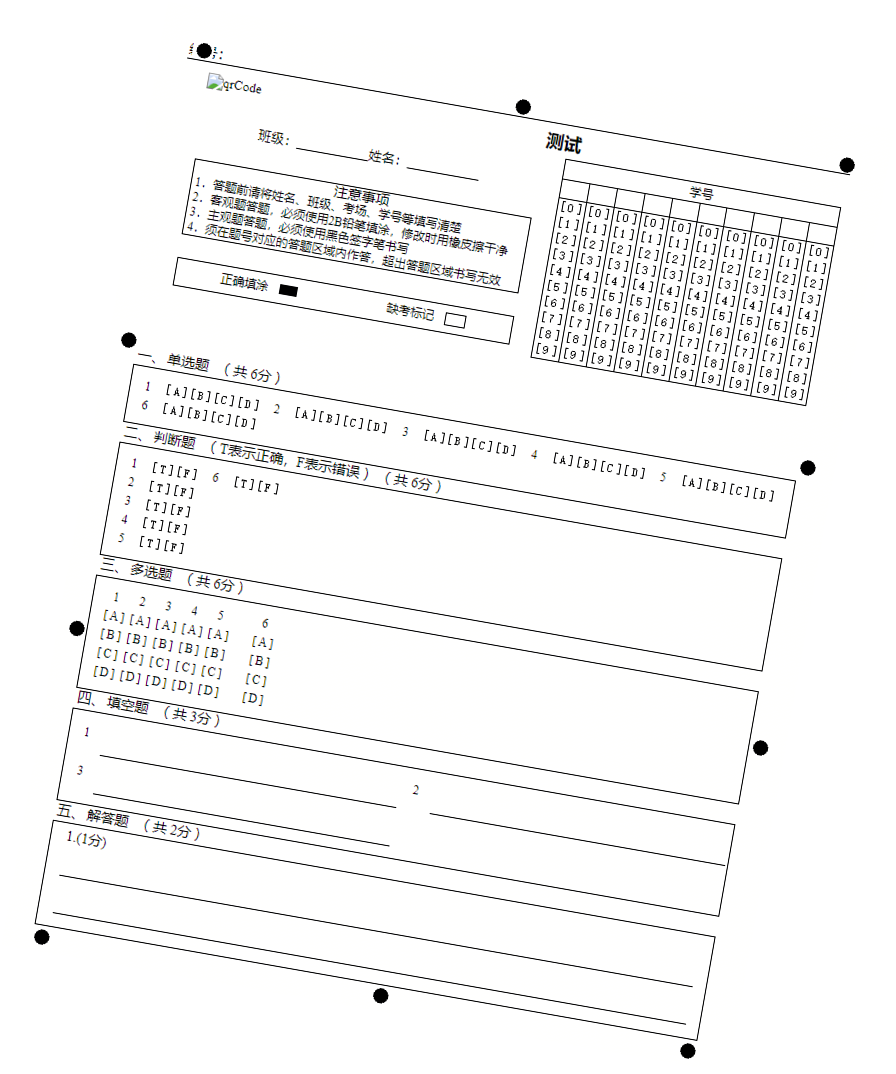 qrCode
测试
班级： 姓名：
学号
注意事项
1．答题前请将姓名、班级、考场、学号等填写清楚
2．客观题答题，必须使用2B铅笔填涂，修改时用橡皮擦干净
3．主观题答题，必须使用黑色签字笔书写
4．须在题号对应的答题区域内作答，超出答题区域书写无效
正确填涂 缺考标记
[0] [0] [0] [0] [0] [0] [0] [0] [0] [0]
[1] [1] [1] [1] [1] [1] [1] [1] [1] [1]
[2] [2] [2] [2] [2] [2] [2] [2] [2] [2]
[3] [3] [3] [3] [3] [3] [3] [3] [3] [3]
[4] [4] [4] [4] [4] [4] [4] [4] [4] [4]
[5] [5] [5] [5] [5] [5] [5] [5] [5] [5]
[6] [6] [6] [6] [6] [6] [6] [6] [6] [6]
[7] [7] [7] [7] [7] [7] [7] [7] [7] [7]
[8] [8] [8] [8] [8] [8] [8] [8] [8] [8]
[9] [9] [9] [9] [9] [9] [9] [9] [9] [9]
一、 单选题 （ 共 6分 ）
1 [A][B][C][D] 2 [A][B][C][D] 3 [A][B][C][D] 4 [A][B][C][D] 5 [A][B][C][D]
6 [A][B][C][D]
二、 判断题 （ T表示正确，F表示错误 ）（ 共 6分 ）
1 [T][F] 6 [T][F]
2 [T][F]
3 [T][F]
4 [T][F]
5 [T][F]
三、 多选题 （ 共 6分 ）
1 2 3 4 5 6
[A] [A] [A] [A] [A] [A]
[B] [B] [B] [B] [B] [B]
[C] [C] [C] [C] [C] [C]
[D] [D] [D] [D] [D] [D]
四、 填空题 （ 共 3分 ）
1 2
3
五、 解答题 （ 共 2分 ）
1.(1分)